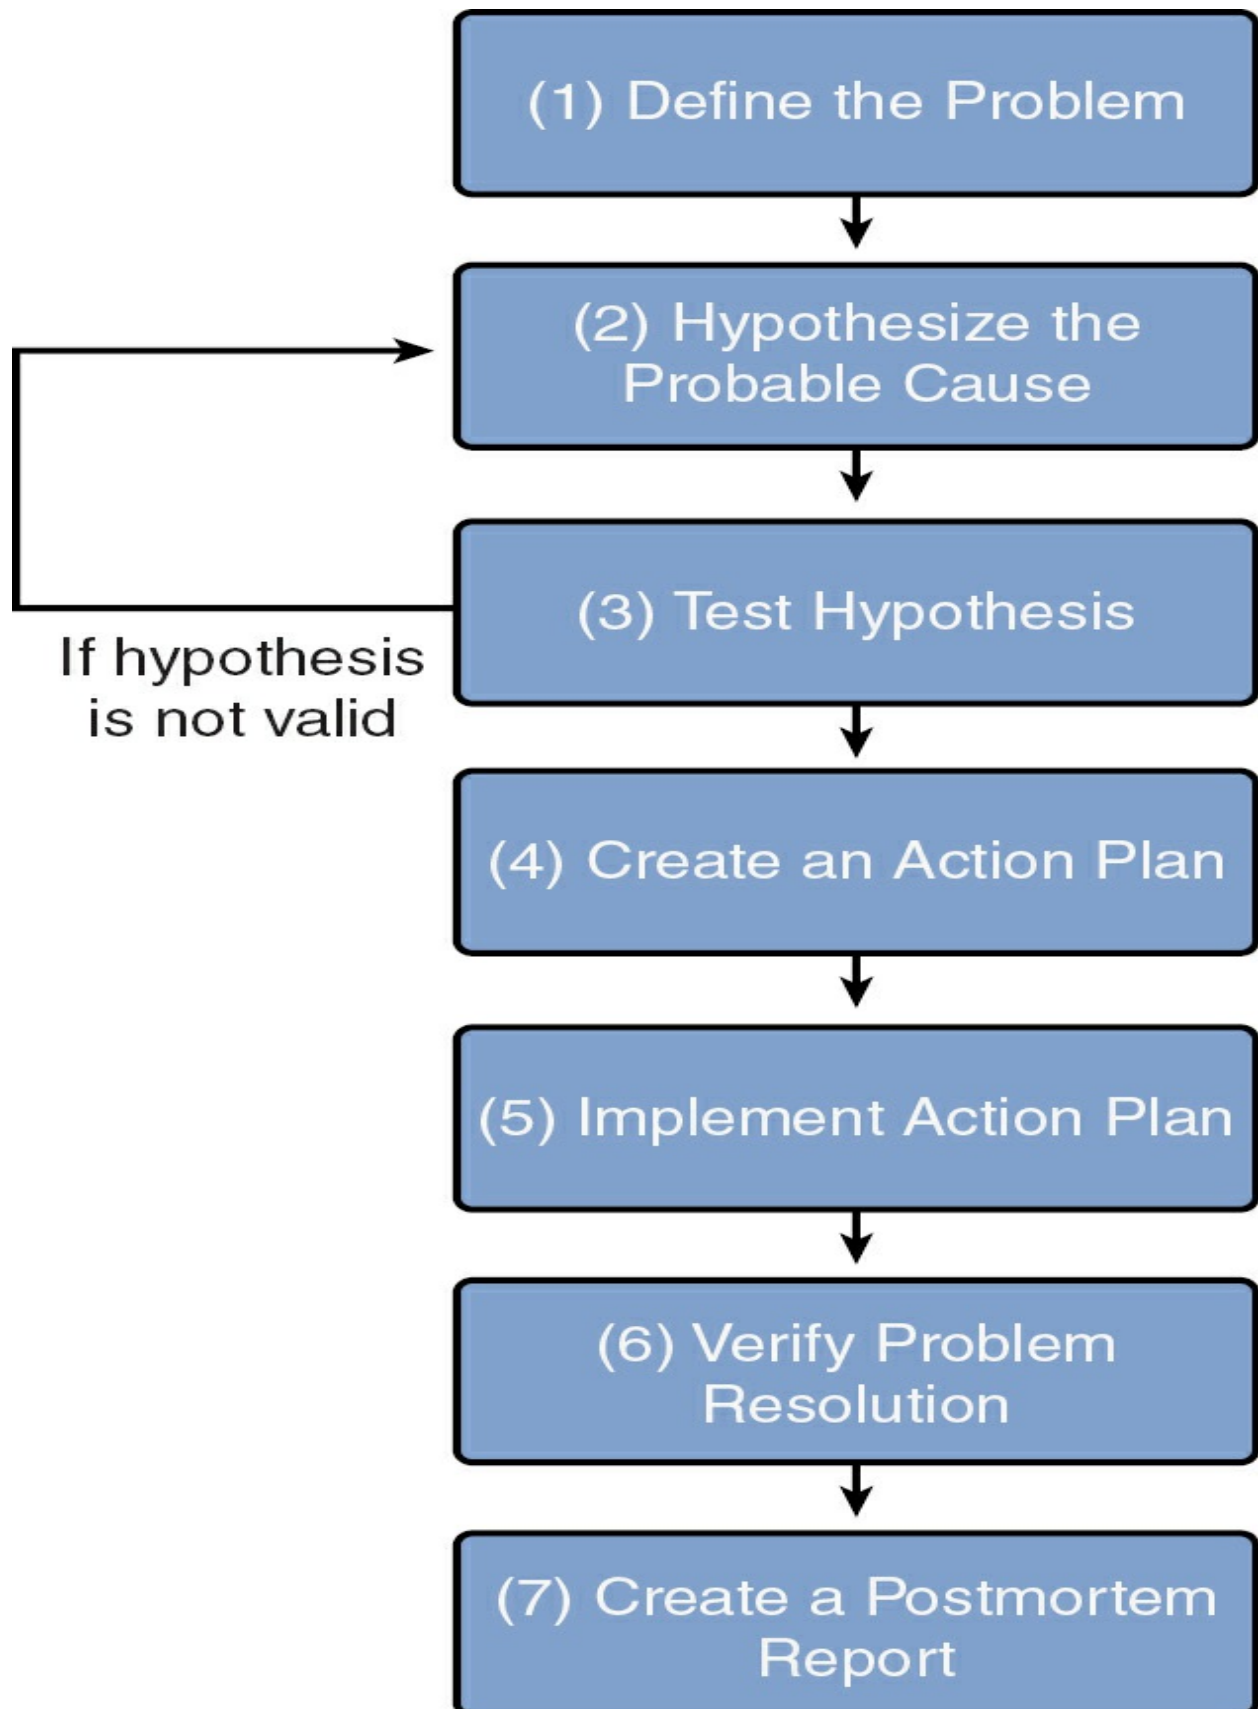 (1) Define the Problem
(2) Hypothesize the
Probable Cause
(3) Test Hypothesis
If hypothesis
is not valid
(4) Create an Action Plan
(5) Implement Action Plan
(6) Verify Problem
Resolution
(7) Create a Postmortem
Report